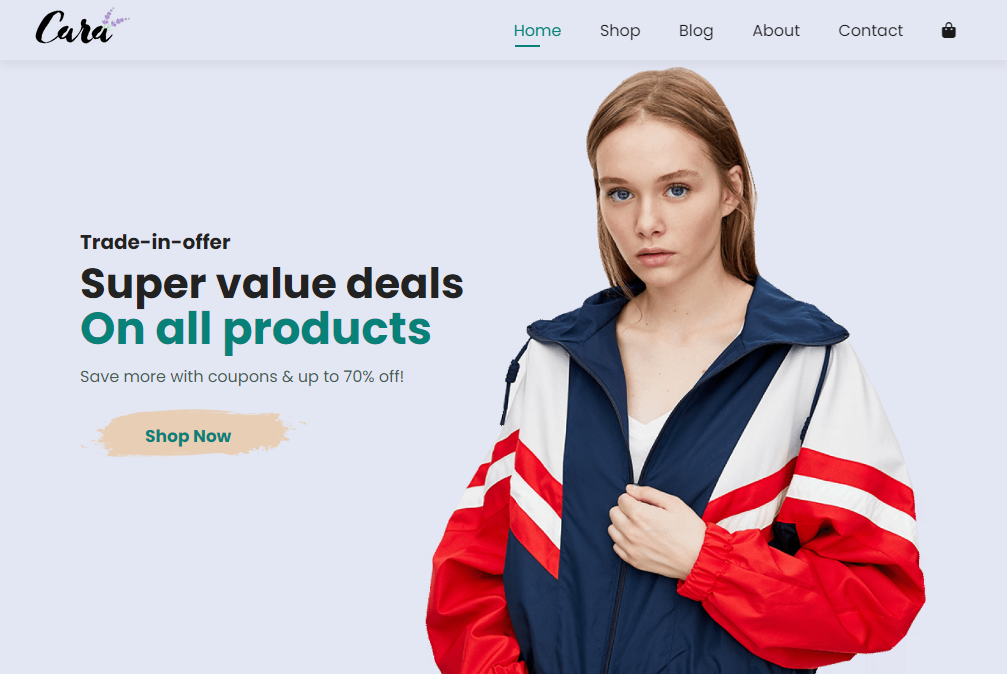 Cara
Home Shop Blog About Contact
Trade-in-offer
Super value deals
On all products
Save more with coupons & up to 70% off!
Shop Now